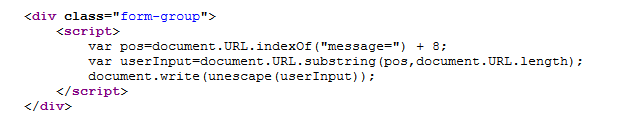 <div class="form-group">
<script>
var pos=document.URL.indexOf("message=") + 8;
var userInput=document.URL.substring(pos,document.URL.length);
document.write(unescape(userInput));
</script>
</div>